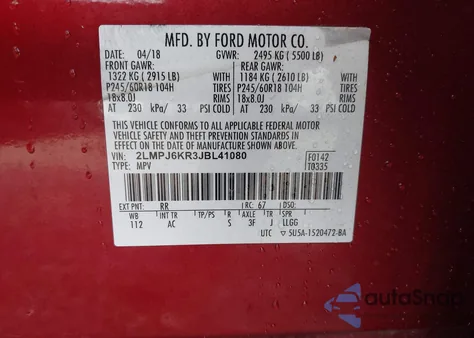 MFD. BY FORD MOTOR CO.
DATE: 04/18 GVWR: 2495 KG ( 5500 LB)
FRONT GAWR: REAR GAWR:
1322 KG ( 2915 LB) 1184 KG ( 2610 LB)
P245/60R18 104H TIRES P245/60R18 104H TIRES
18x8.0J RIMS 18x8.0J RIMS
AT 230 kPa/ 33 PSI COLD AT 230 kPa/ 33 PSI COLD
THIS VEHICLE CONFORMS TO ALL APPLICABLE FEDERAL MOTOR
VEHICLE SAFETY AND THEFT PREVENTION STANDARDS IN
EFFECT ON THE DATE OF MANUFACTURE SHOWN ABOVE.
VIN: 2LMPJ6KR3JBL41080 F0142
TYPE: MPV T0335
EXT PNT: RR RC: 67 DSO:
WB INT TR TP/PS R AXLE TR SPR
112 AC S 3F J LLGG
UTC 5U5A-1520472-BA
autoSnap